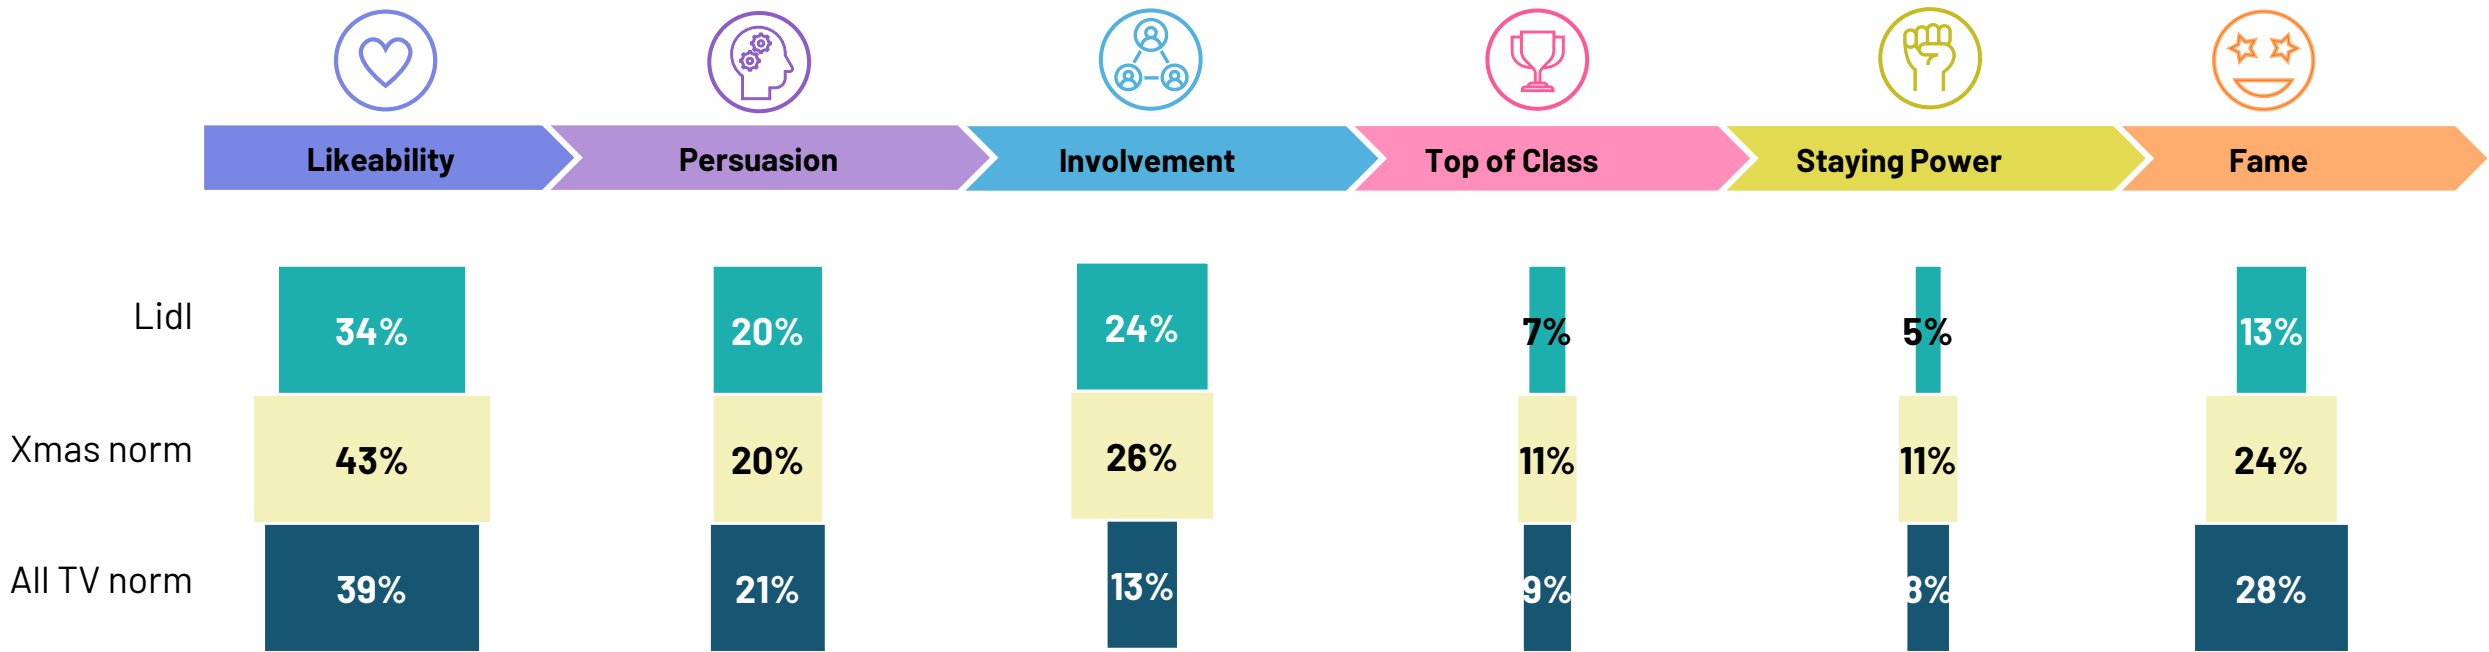 Likeability Persuasion Involvement Top of Class Staying Power Fame
Lidl 34% 20% 24% 7% 5% 13%
Xmas norm 43% 20% 26% 11% 11% 24%
All TV norm 39% 21% 13% 9% 8% 28%